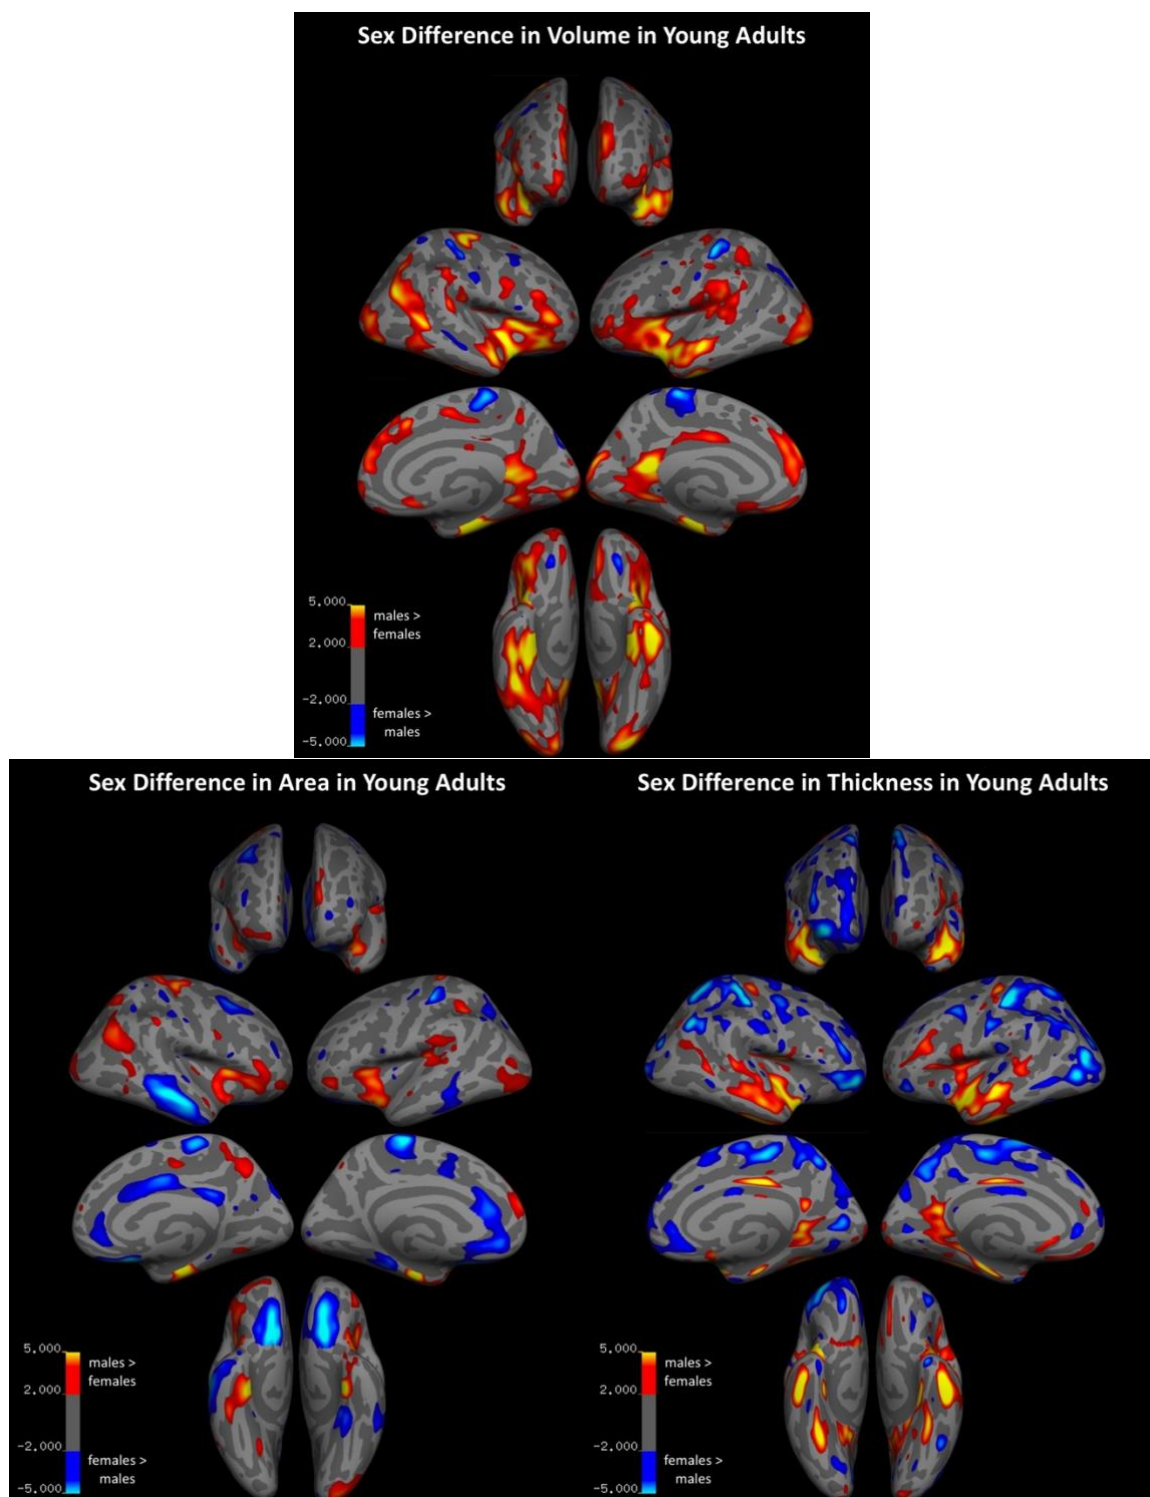 Sex Difference in Volume in Young Adults
5.000
males >
females
2.000
-2.000
females >
males
-5.000
Sex Difference in Area in Young Adults
5.000
males >
females
2.000
-2.000
females >
males
-5.000
Sex Difference in Thickness in Young Adults
5.000
males >
females
2.000
-2.000
females >
males
-5.000